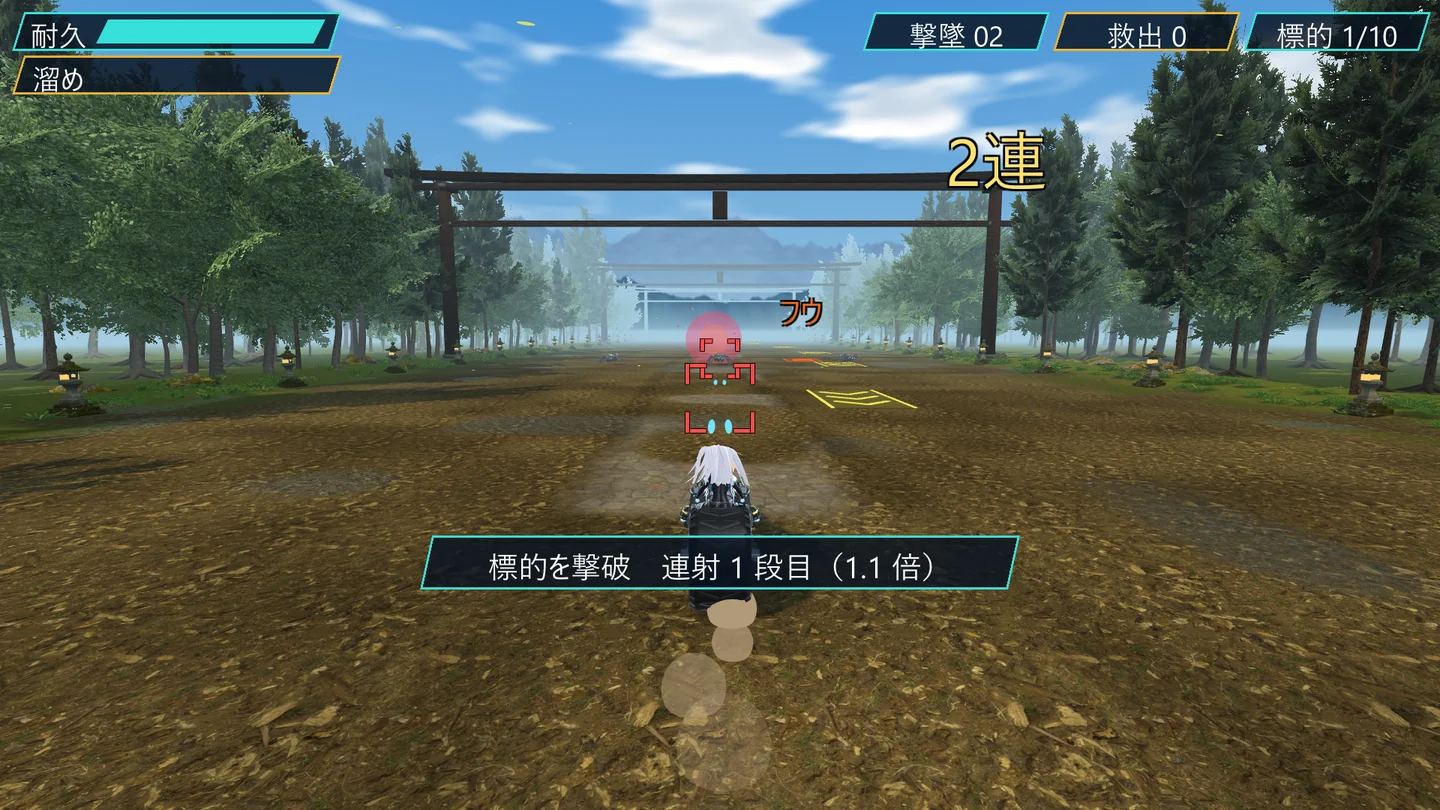 耐久
溜め
撃墜 02
救出 0
標的 1/10
2連
フウ
標的を撃破　連射 1 段目（1.1 倍）